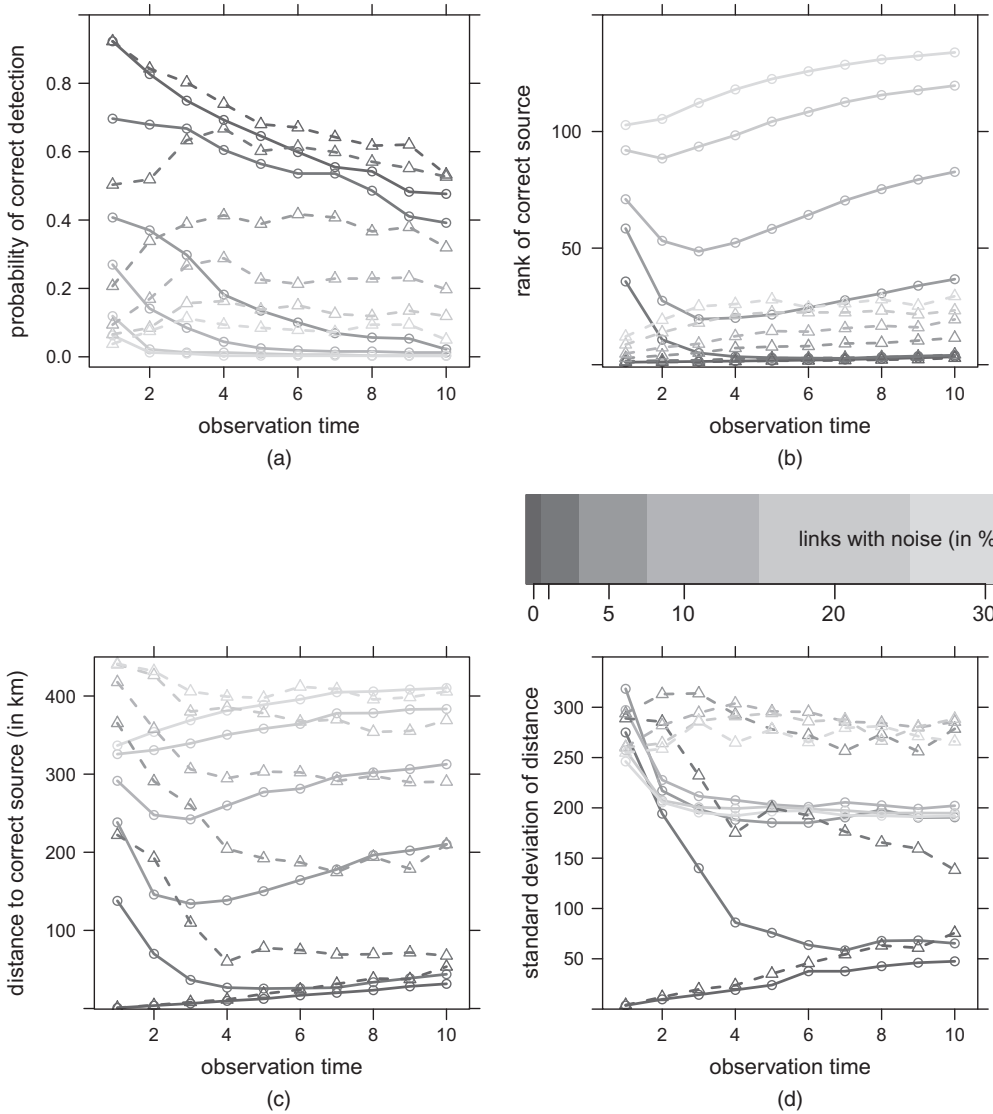 probability of correct detection
0.8
0.6
0.4
0.2
0.0
2 4 6 8 10
observation time
(a)
rank of correct source
100
50
2 4 6 8 10
observation time
(b)
links with noise (in %
0 5 10 20 30
distance to correct source (in km)
400
300
200
100
2 4 6 8 10
observation time
(c)
standard deviation of distance
300
250
200
150
100
50
2 4 6 8 10
observation time
(d)